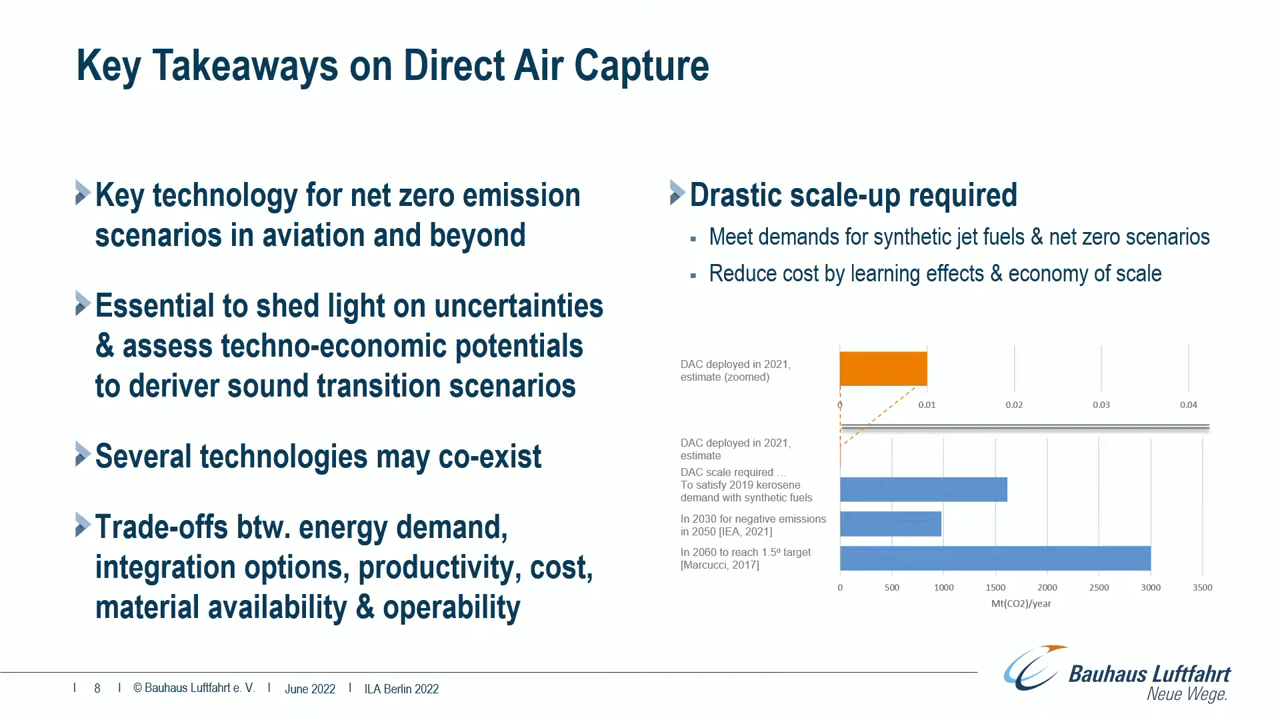 Key Takeaways on Direct Air Capture
Key technology for net zero emission
scenarios in aviation and beyond
Essential to shed light on uncertainties
& assess techno-economic potentials
to deriver sound transition scenarios
Several technologies may co-exist
Trade-offs btw. energy demand,
integration options, productivity, cost,
material availability & operability
Drastic scale-up required
Meet demands for synthetic jet fuels & net zero scenarios
Reduce cost by learning effects & economy of scale
DAC deployed in 2021,
estimate (zoomed)
0 0.01 0.02 0.03 0.04
DAC deployed in 2021,
estimate
DAC scale required ...
To satisfy 2019 kerosene
demand with synthetic fuels
In 2030 for negative emissions
in 2050 [IEA, 2021]
In 2060 to reach 1.5º target
[Marcucci, 2017]
0 500 1000 1500 2000 2500 3000 3500
Mt(CO2)/year
8 © Bauhaus Luftfahrt e. V. June 2022 ILA Berlin 2022
Bauhaus Luftfahrt
Neue Wege.